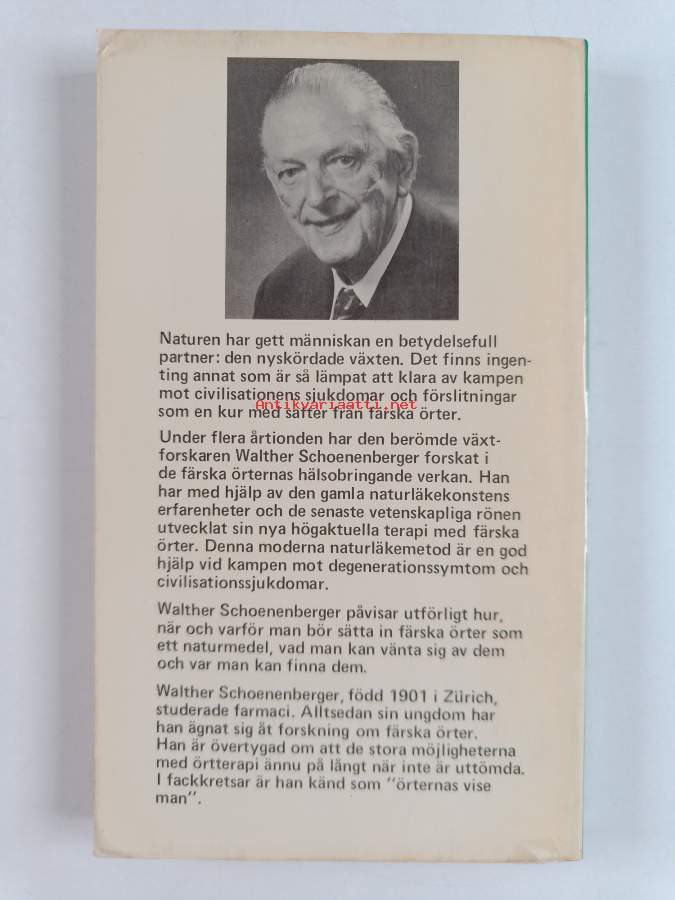 Naturen har gett människan en betydelsefull
partner: den nyskördade växten. Det finns ingen-
ting annat som är så lämpat att klara av kampen
mot civilisationens sjukdomar och förslitningar
Antikvariaatti.net
som en kur med safter från färska örter.
Under flera årtionden har den berömde växt-
forskaren Walther Schoenenberger forskat i
de färska örternas hälsobringande verkan. Han
har med hjälp av den gamla naturläkekonstens
erfarenheter och de senaste vetenskapliga rönen
utvecklat sin nya högaktuella terapi med färska
örter. Denna moderna naturläkemetod är en god
hjälp vid kampen mot degenerationssymtom och
civilisationssjukdomar.
Walther Schoenenberger påvisar utförligt hur,
när och varför man bör sätta in färska örter som
ett naturmedel, vad man kan vänta sig av dem
och var man kan finna dem.
Walther Schoenenberger, född 1901 i Zürich,
studerade farmaci. Alltsedan sin ungdom har
han ägnat sig åt forskning om färska örter.
Han är övertygad om att de stora möjligheterna
med örtterapi ännu på långt när inte är uttömda.
I fackkretsar är han känd som "örternas vise
man".